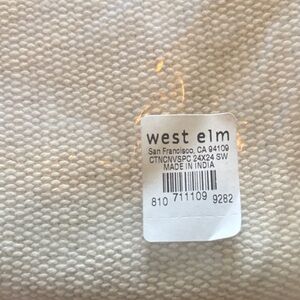 west elm
San Francisco, CA 94109
CTNCNVSPC 24X24 SW
MADE IN INDIA
810 711109 9282